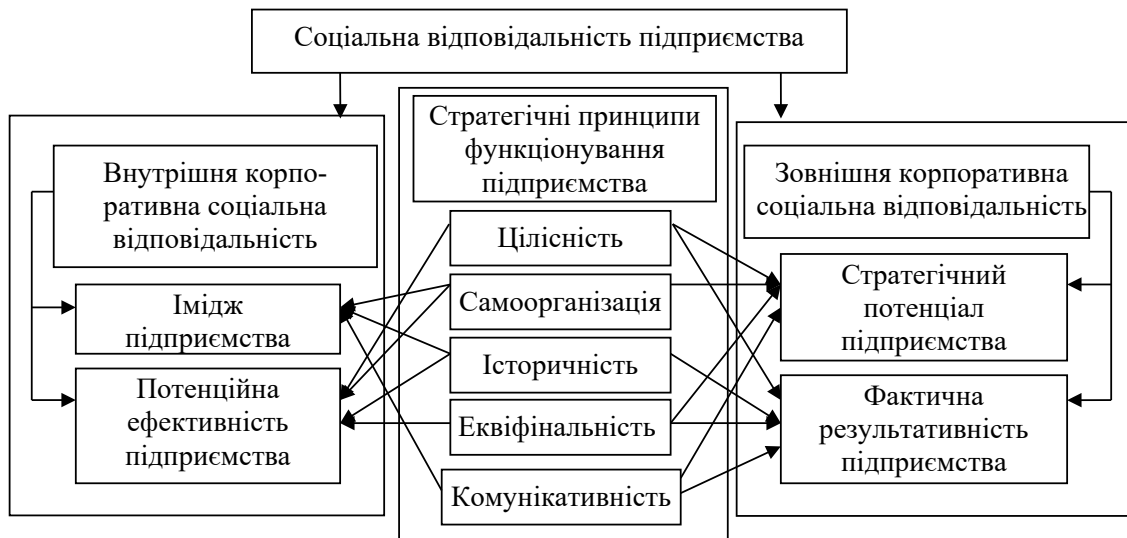 Соціальна відповідальність підприємства
Внутрішня корпо-
ративна соціальна
відповідальність
Імідж
підприємства
Потенційна
ефективність
підприємства
Стратегічні принципи
функціонування
підприємства
Цілісність
Самоорганізація
Історичність
Еквіфінальність
Комунікативність
Зовнішня корпоративна
соціальна відповідальність
Стратегічний
потенціал
підприємства
Фактична
результативність
підприємства